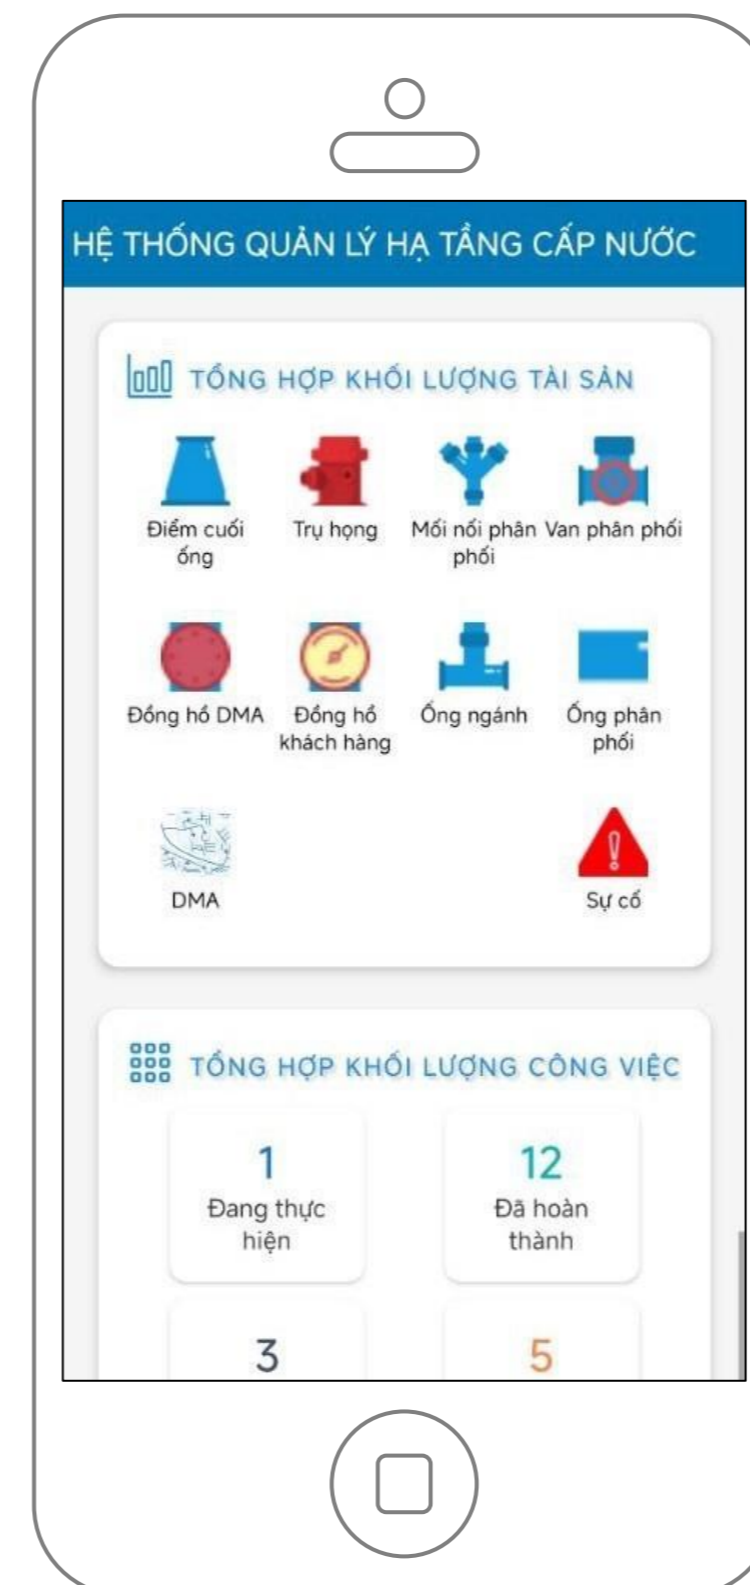 HỆ THỐNG QUẢN LÝ HẠ TẦNG CẤP NƯỚC
TỔNG HỢP KHỐI LƯỢNG TÀI SẢN
Điểm cuối
ống
Trụ họng
Mối nối phân
phối
Van phân phối
Đồng hồ DMA
Đồng hồ
khách hàng
Ống ngánh
Ống phân
phối
DMA
Sự cố
TỔNG HỢP KHỐI LƯỢNG CÔNG VIỆC
1
Đang thực
hiện
12
Đã hoàn
thành
3
5